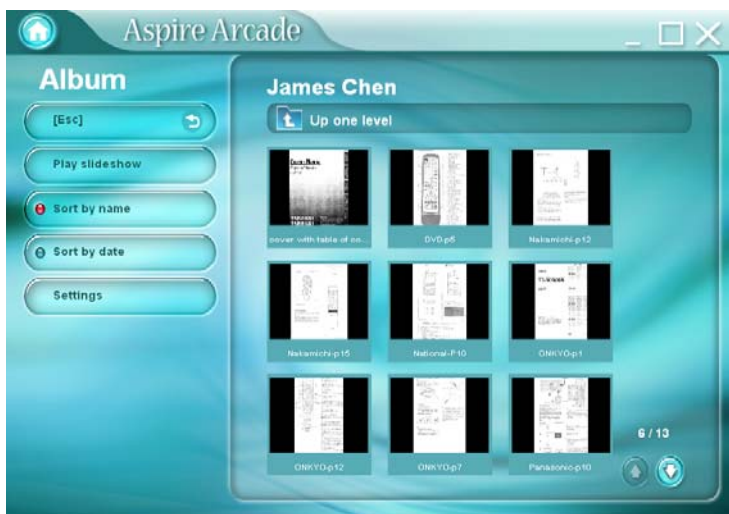 Aspire Arcade
Album
James Chen
[Esc]
Up one level
Play slideshow
Sort by name
Sort by date
Settings
cover with table of co...
DVD-p5
Nakamichi-p12
Nakamichi-p15
National-P10
ONKYO-p1
ONKYO-p12
ONKYO-p7
Panasonic-p10
6 / 13